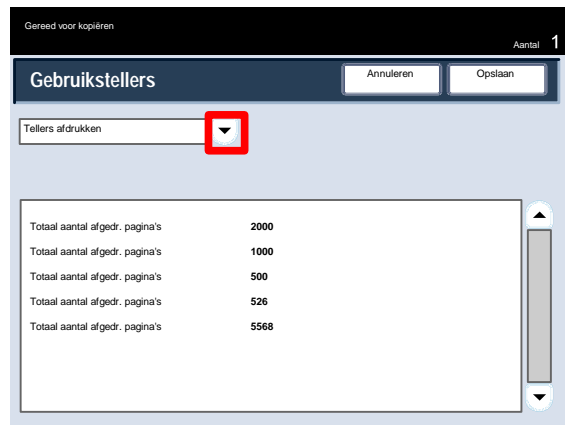 Gereed voor kopiëren
Aantal 1
Gebruikstellers Annuleren Opslaan
Tellers afdrukken
Totaal aantal afgedr. pagina's 2000
Totaal aantal afgedr. pagina's 1000
Totaal aantal afgedr. pagina's 500
Totaal aantal afgedr. pagina's 526
Totaal aantal afgedr. pagina's 5568